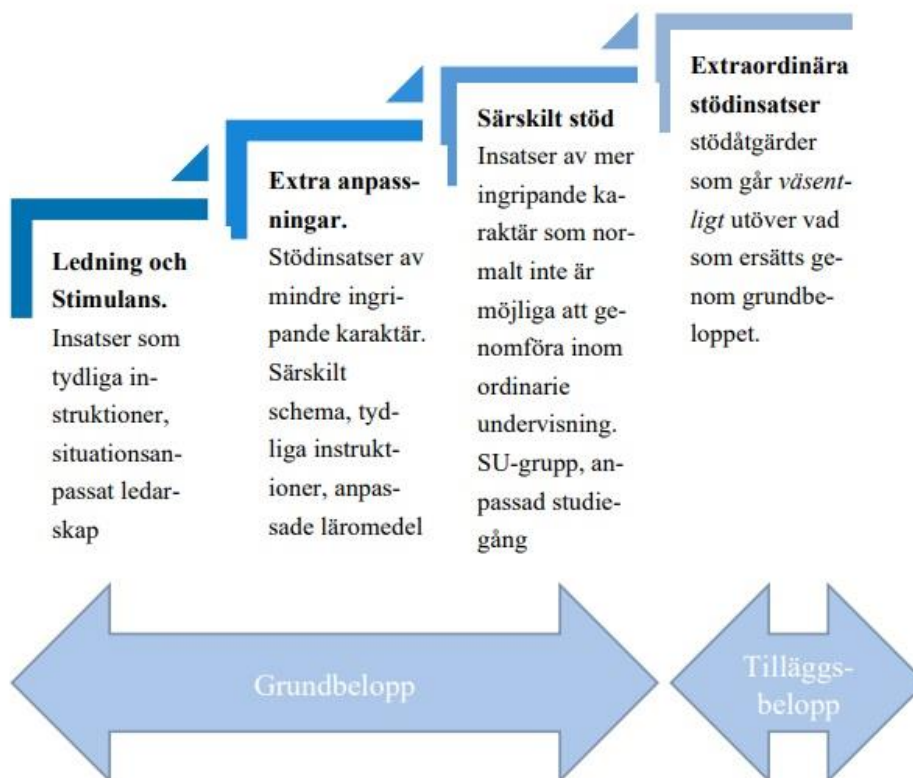 Ledning och
Stimulans.
Insatser som
tydliga in-
struktioner,
situationsan-
passat ledar-
skap
Extra anpass-
ningar.
Stödinsatser av
mindre ingri-
pande karaktär.
Särskilt
schema, tyd-
liga instrukt-
ioner, anpas-
sade läromedel
Särskilt stöd
Insatser av mer
ingripande ka-
raktär som nor-
malt inte är
möjliga att ge-
nomföra inom
ordinarie
undervisning.
SU-grupp, an-
passad studie-
gång
Extraordinära
stödinsatser
stödåtgärder
som går väsent-
ligt utöver vad
som ersätts ge-
nom grundbe-
loppet.
Grundbelopp
Tilläggs-
belopp